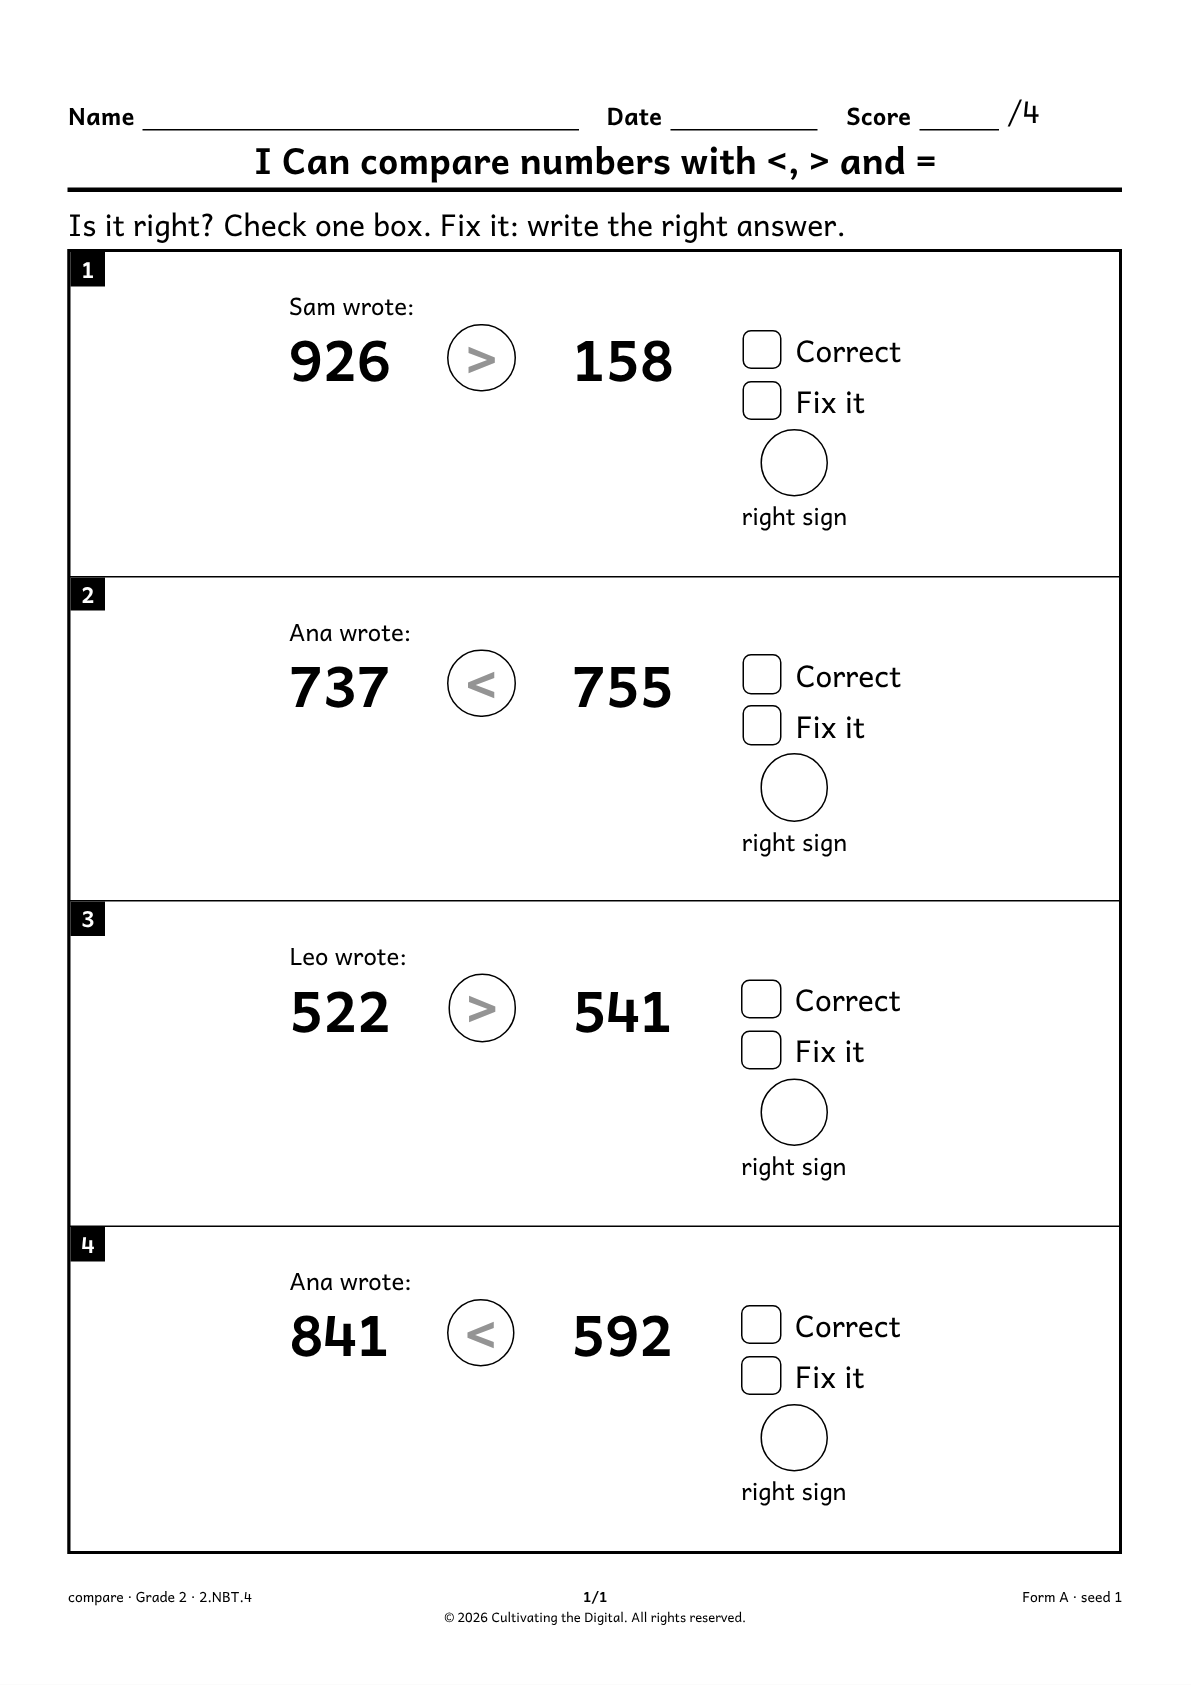 Name Date Score /4
I Can compare numbers with <, > and =
Is it right? Check one box. Fix it: write the right answer.
1
Sam wrote:
926 > 158
Correct
Fix it
right sign
2
Ana wrote:
737 < 755
Correct
Fix it
right sign
3
Leo wrote:
522 > 541
Correct
Fix it
right sign
4
Ana wrote:
841 < 592
Correct
Fix it
right sign
compare · Grade 2 · 2.NBT.4 1/1 Form A · seed 1
© 2026 Cultivating the Digital. All rights reserved.